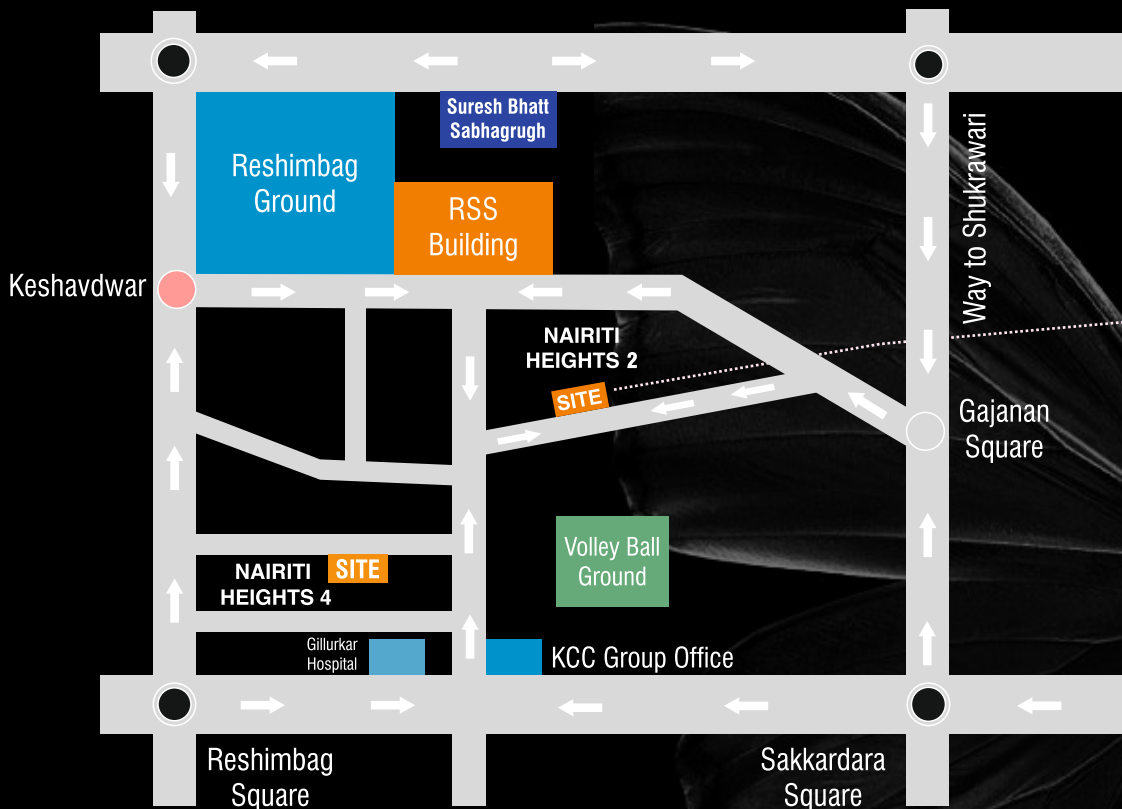 Suresh Bhatt
Sabhagrugh
Reshimbag
Ground
RSS
Building
Way to Shukrawari
Keshavdwar
NAIRITI
HEIGHTS 2
SITE
Gajanan
Square
Volley Ball
Ground
NAIRITI
HEIGHTS 4
SITE
Gillurkar
Hospital
KCC Group Office
Reshimbag
Square
Sakkardara
Square